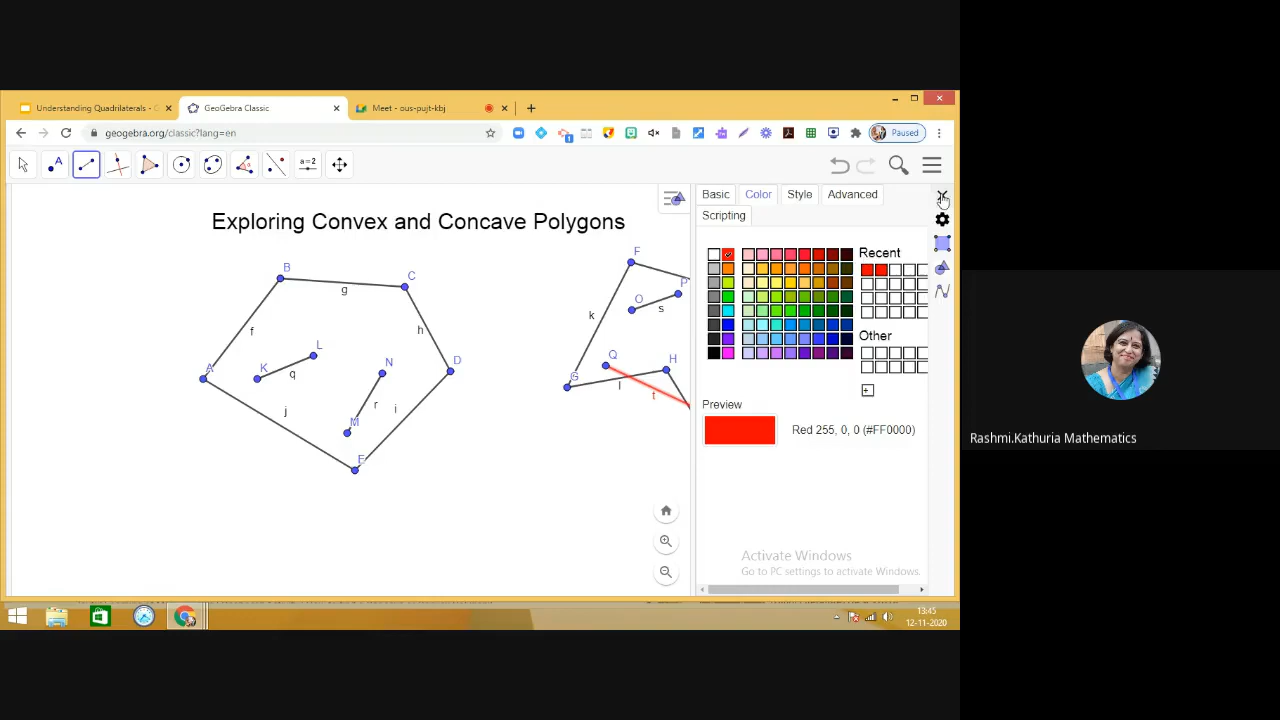 Understanding Quadrilaterals -
GeoGebra Classic
Meet - ous-pujt-kbj
geogebra.org/classic?lang=en
Paused
a=2
Basic
Color
Style
Advanced
Scripting
Exploring Convex and Concave Polygons
B
C
g
f
h
A
K
L
q
N
D
r
i
M
j
E
F
P
O
s
k
Q
H
G
l
t
Recent
Other
Preview
Red 255, 0, 0 (#FF0000)
Activate Windows
Go to PC settings to activate Windows.
Rashmi.Kathuria Mathematics
13:45
12-11-2020